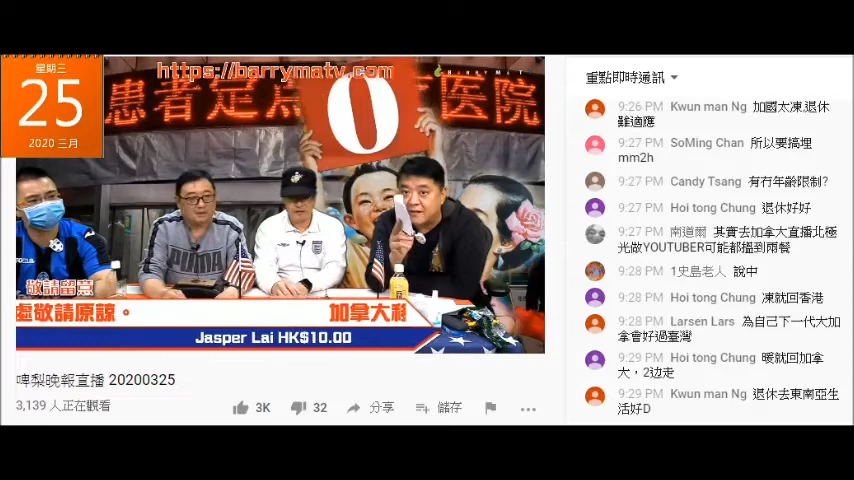 星期三
25
2020 三月
https://barrymatv.com
患者定点
0
医院
PUMA
敬請留意
處敬請原諒。
加拿大移
Jasper Lai HK$10.00
啤梨晚報直播 20200325
3,139 人正在觀看
3K
32
分享
儲存
重點即時通訊
9:26 PM Kwun man Ng 加國太凍,退休
難適應
9:27 PM SoMing Chan 所以要搞埋
mm2h
9:27 PM Candy Tsang 有冇年齡限制?
9:27 PM Hoi tong Chung 退休好好
9:27 PM 南道爾 其實去加拿大直播北極
光做YOUTUBER可能都搵到兩餐
9:28 PM 1史島老人 說中
9:28 PM Hoi tong Chung 凍就回香港
9:28 PM Larsen Lars 為自己下一代大加
拿會好過臺灣
9:29 PM Hoi tong Chung 暖就回加拿
大，2边走
9:29 PM Kwun man Ng 退休去東南亞生
活好D